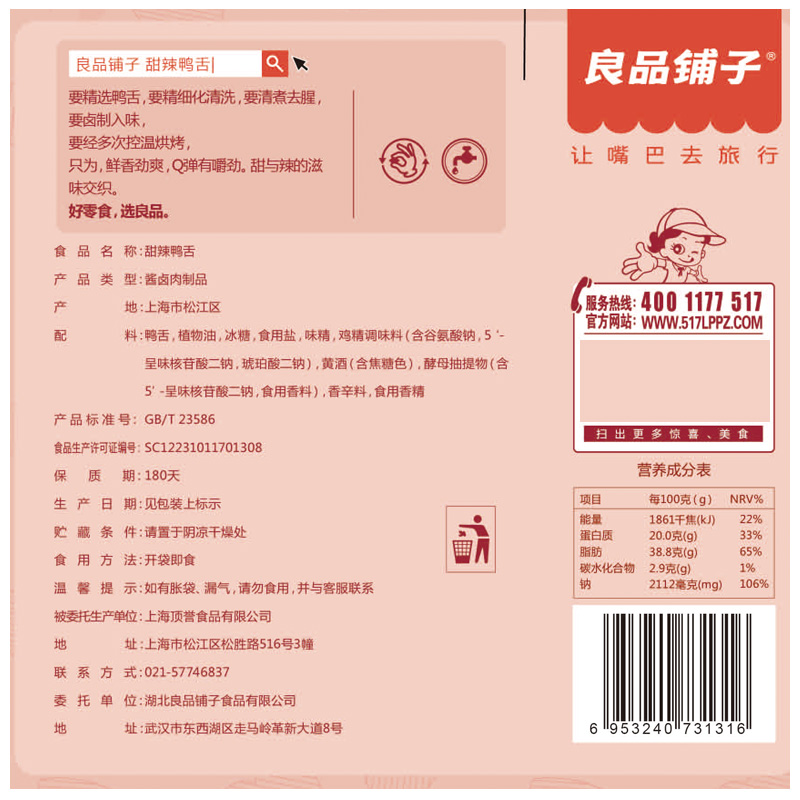 良品铺子 甜辣鸭舌
要精选鸭舌,要精细化清洗,要清煮去腥,
要卤制入味,
要经多次控温烘烤,
只为,鲜香劲爽,Q弹有嚼劲。甜与辣的滋
味交织。
好零食,选良品。
良品铺子®
让嘴巴去旅行
食品名称:甜辣鸭舌
产品类型:酱卤肉制品
产地:上海市松江区
配料:鸭舌,植物油,冰糖,食用盐,味精,鸡精调味料(含谷氨酸钠,5'-
呈味核苷酸二钠,琥珀酸二钠),黄酒(含焦糖色),酵母抽提物(含
5'-呈味核苷酸二钠,食用香料),香辛料,食用香精
产品标准号:GB/T 23586
食品生产许可证编号:SC12231011701308
保质期:180天
生产日期:见包装上标示
贮藏条件:请置于阴凉干燥处
食用方法:开袋即食
温馨提示:如有胀袋、漏气,请勿食用,并与客服联系
被委托生产单位:上海顶誉食品有限公司
地址:上海市松江区松胜路516号3幢
联系方式:021-57746837
委托单位:湖北良品铺子食品有限公司
地址:武汉市东西湖区走马岭革新大道8号
服务热线:400 1177 517
官方网站:WWW.517LPPZ.COM
扫出更多惊喜、美食
营养成分表
项目 每100克(g) NRV%
能量 1861千焦(kJ) 22%
蛋白质 20.0克(g) 33%
脂肪 38.8克(g) 65%
碳水化合物 2.9克(g) 1%
钠 2112毫克(mg) 106%
6 953240 731316